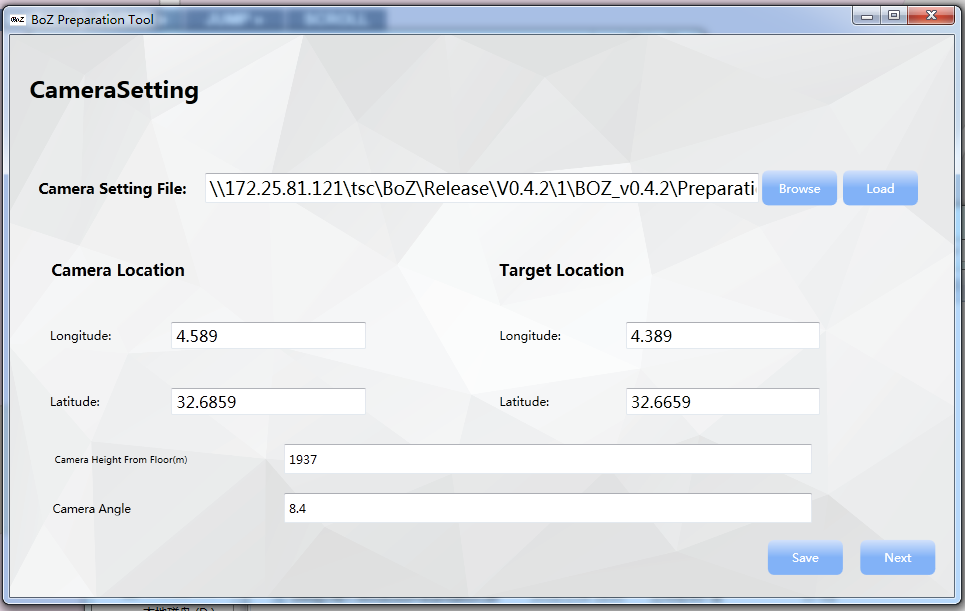 BoZ BoZ Preparation Tool
CameraSetting
Camera Setting File: \\172.25.81.121\tsc\BoZ\Release\V0.4.2\1\BOZ_v0.4.2\Preparati Browse Load
Camera Location Target Location
Longitude: 4.589 Longitude: 4.389
Latitude: 32.6859 Latitude: 32.6659
Camera Height From Floor(m) 1937
Camera Angle 8.4
Save Next